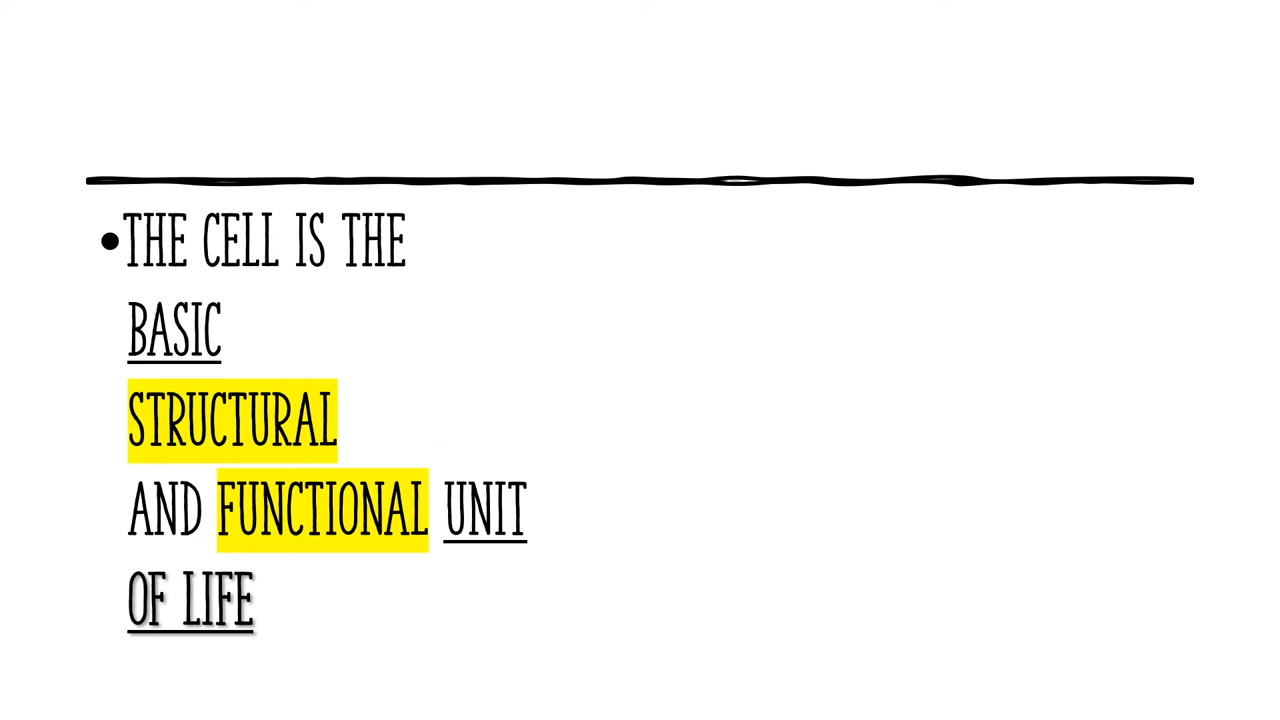 •THE CELL IS THE
BASIC
STRUCTURAL
AND FUNCTIONAL UNIT
OF LIFE